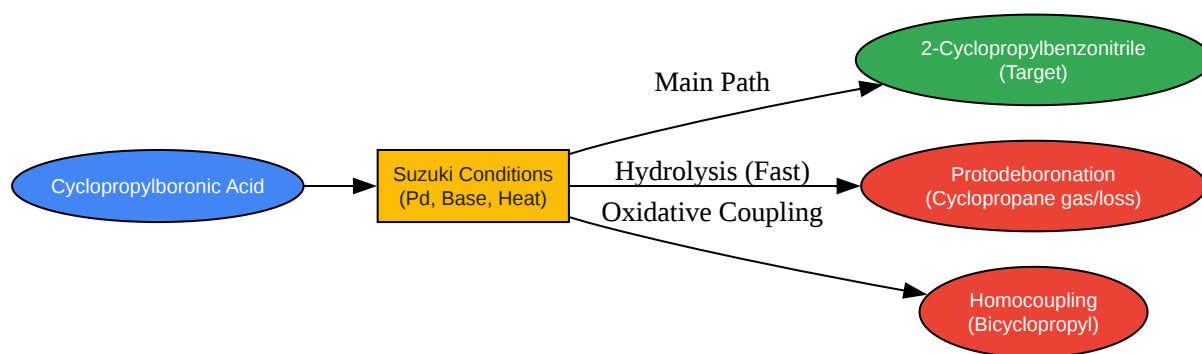 Cyclopropylboronic Acid
Suzuki Conditions
(Pd, Base, Heat)
Main Path
2-Cyclopropylbenzonitrile
(Target)
Hydrolysis (Fast)
Protodeboronation
(Cyclopropane gas/loss)
Oxidative Coupling
Homocoupling
(Bicyclopropyl)